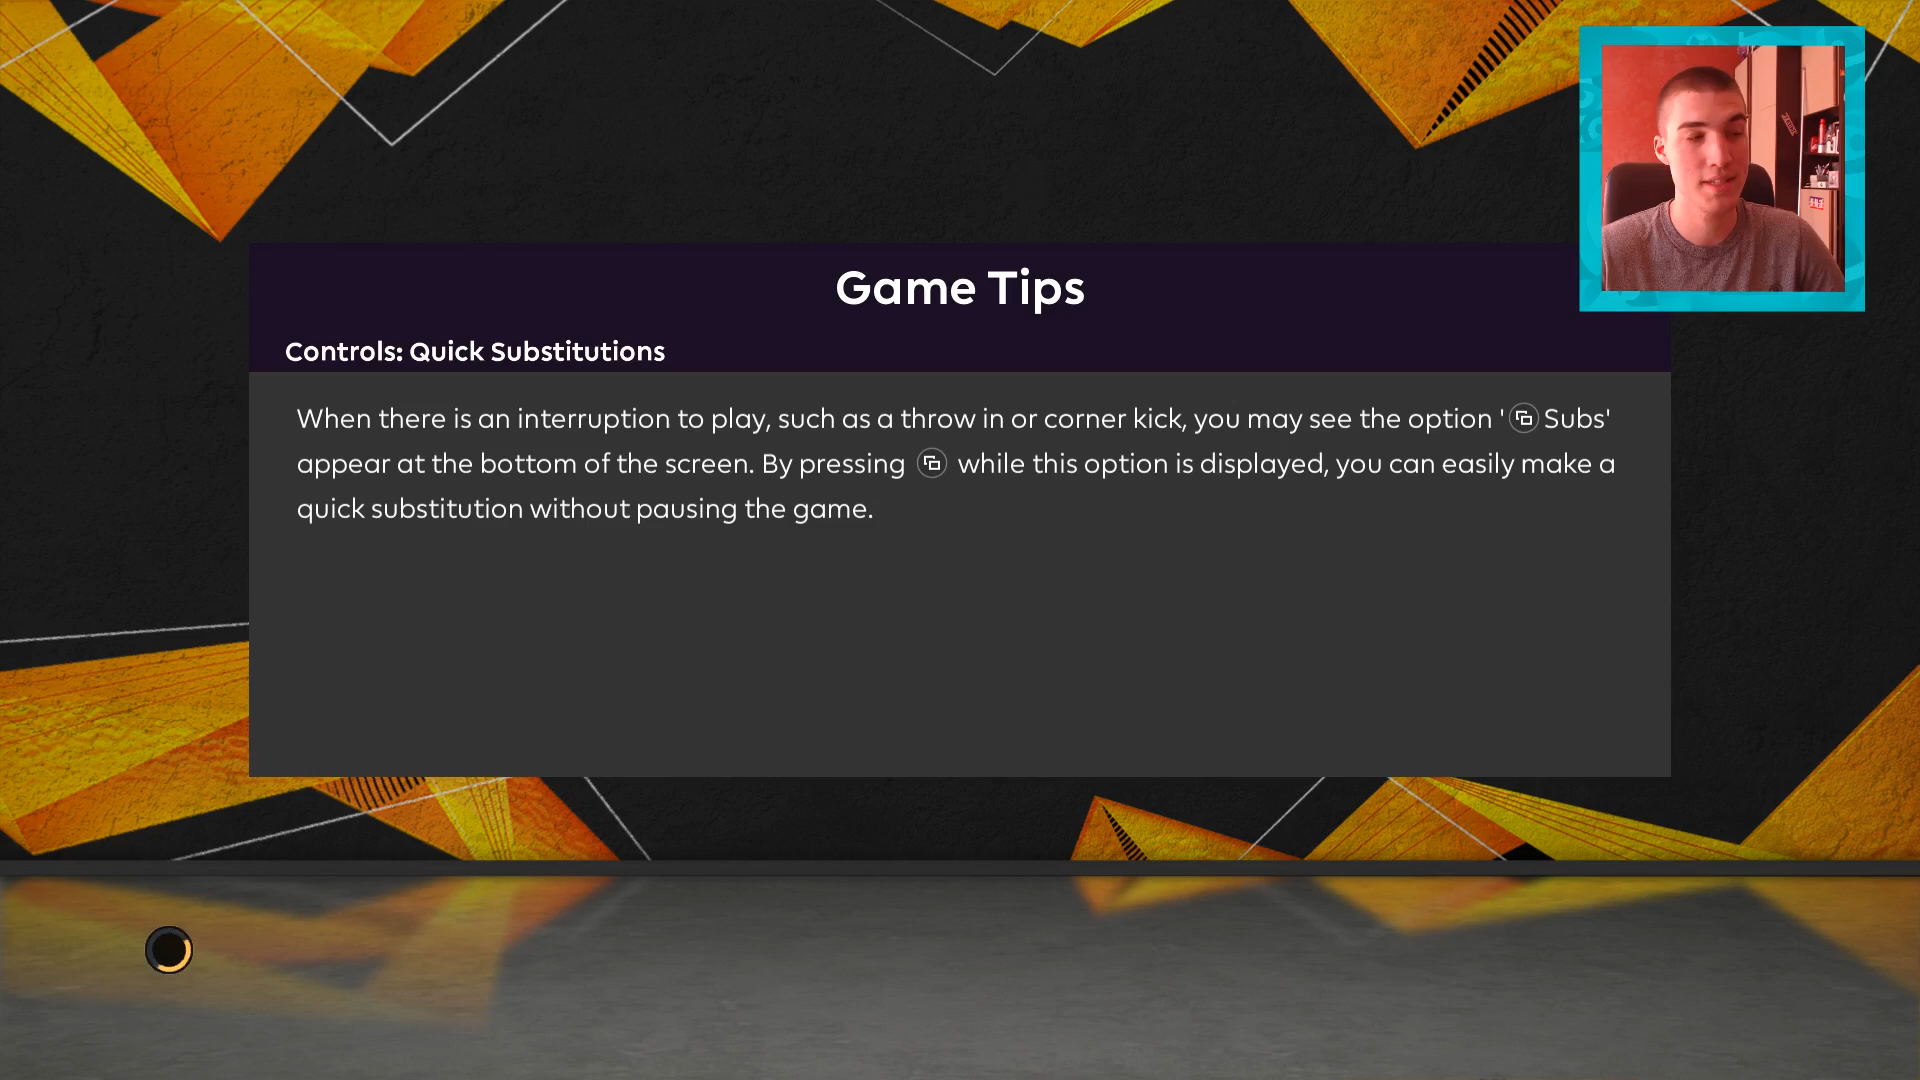 Game Tips
Controls: Quick Substitutions
When there is an interruption to play, such as a throw in or corner kick, you may see the option ' Subs'
appear at the bottom of the screen. By pressing while this option is displayed, you can easily make a
quick substitution without pausing the game.